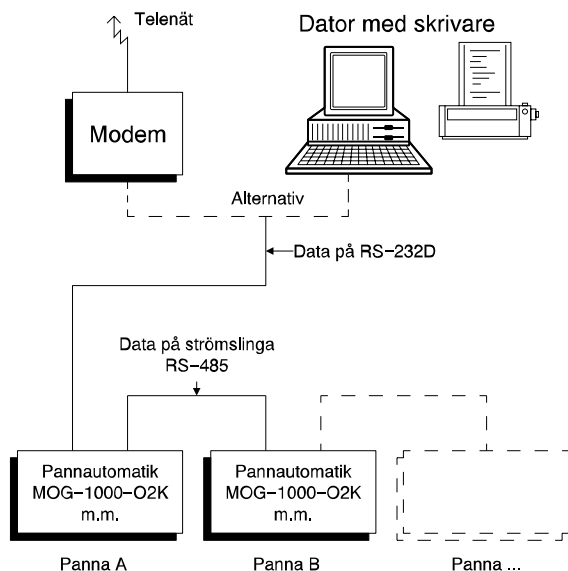 Telenät
Dator med skrivare
Modem
Alternativ
Data på RS-232D
Data på strömslinga
RS-485
Pannautomatik
MOG-1000-O2K
m.m.
Pannautomatik
MOG-1000-O2K
m.m.
Panna A
Panna B
Panna ...